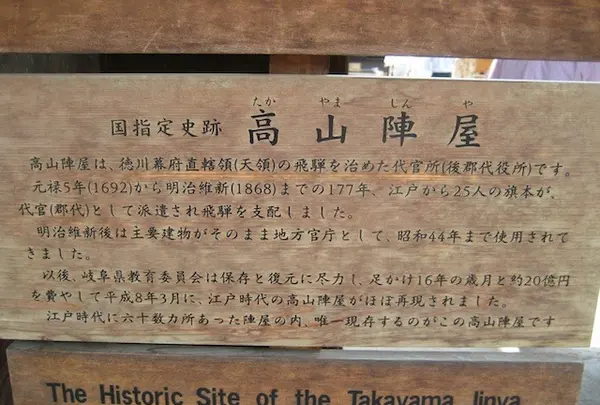 たか やま しん や
国指定史跡 高山陣屋
高山陣屋は、徳川幕府直轄領(天領)の飛騨を治めた代官所(後郡代役所)です。
元禄5年(1692)から明治維新(1868)までの177年、江戸から25人の旗本が、
代官(郡代)として派遣され飛騨を支配しました。
明治維新後は主要建物がそのまま地方官庁として、昭和44年まで使用されて
きました。
以後、岐阜県教育委員会は保存と復元に尽力し、足かけ16年の歳月と約20億円
を費やして平成8年3月に、江戸時代の高山陣屋がほぼ再現されました。
江戸時代に六十数カ所あった陣屋の内、唯一現存するのがこの高山陣屋です
The Historic Site of the Takayama Jinya